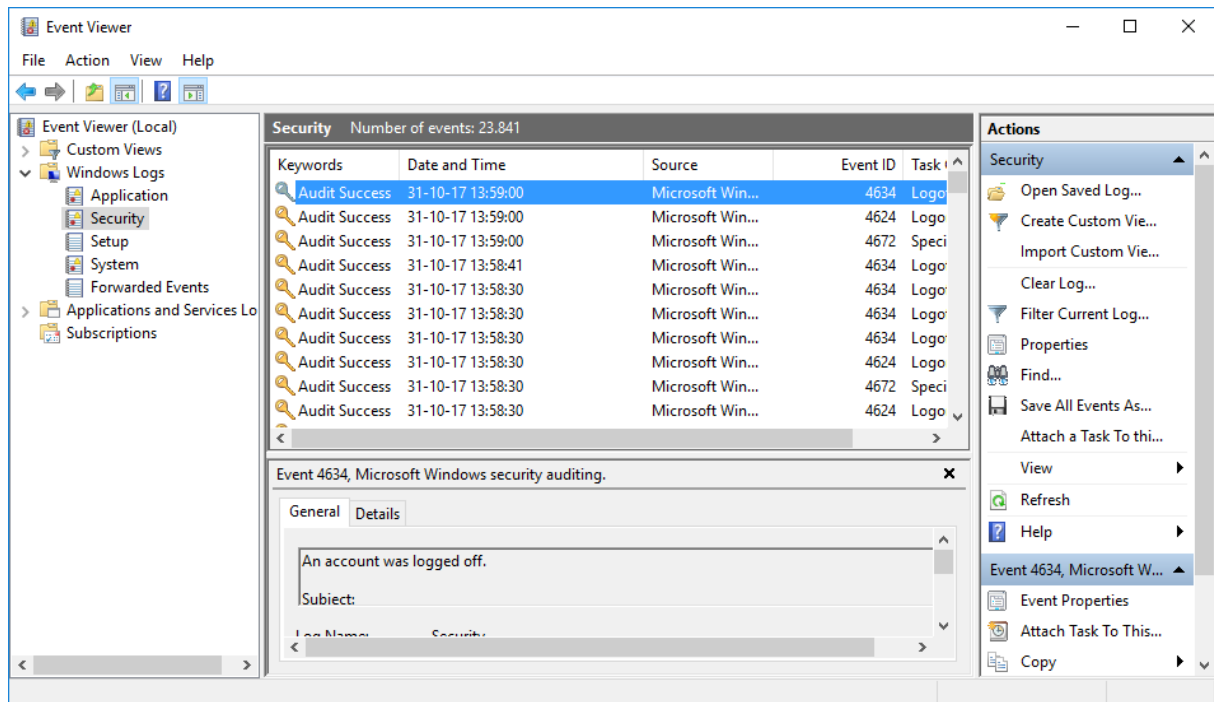 Event Viewer
File Action View Help
Event Viewer (Local)
Custom Views
Windows Logs
Application
Security
Setup
System
Forwarded Events
Applications and Services Lo
Subscriptions
Security Number of events: 23.841
Keywords Date and Time Source Event ID Task
Audit Success 31-10-17 13:59:00 Microsoft Win... 4634 Logo
Audit Success 31-10-17 13:59:00 Microsoft Win... 4624 Logo
Audit Success 31-10-17 13:59:00 Microsoft Win... 4672 Speci
Audit Success 31-10-17 13:58:41 Microsoft Win... 4634 Logo
Audit Success 31-10-17 13:58:30 Microsoft Win... 4634 Logo
Audit Success 31-10-17 13:58:30 Microsoft Win... 4634 Logo
Audit Success 31-10-17 13:58:30 Microsoft Win... 4634 Logo
Audit Success 31-10-17 13:58:30 Microsoft Win... 4624 Logo
Audit Success 31-10-17 13:58:30 Microsoft Win... 4672 Speci
Audit Success 31-10-17 13:58:30 Microsoft Win... 4624 Logo
Event 4634, Microsoft Windows security auditing.
General Details
An account was logged off.
Subject:
Log Name: Security
Actions
Security
Open Saved Log...
Create Custom Vie...
Import Custom Vie...
Clear Log...
Filter Current Log...
Properties
Find...
Save All Events As...
Attach a Task To thi...
View
Refresh
Help
Event 4634, Microsoft W...
Event Properties
Attach Task To This...
Copy